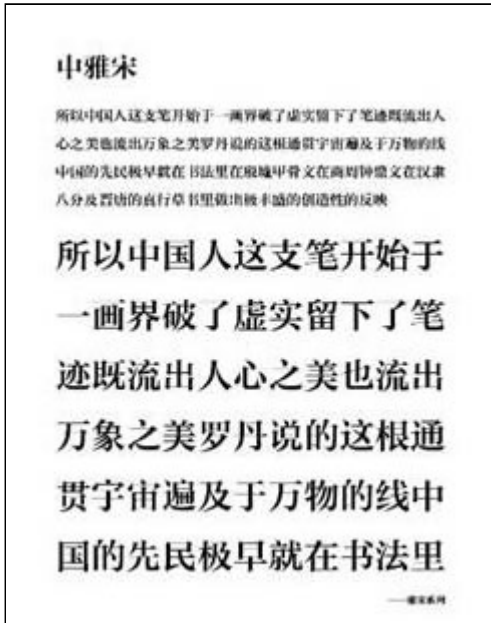 中雅宋
所以中国人这支笔开始于一画界破了虚实留下了笔迹既流出人
心之美也流出万象之美罗丹说的这根通贯宇宙遍及于万物的线
中国的先民极早就在书法里在殷墟甲骨文在商周钟鼎文在汉隶
八分及晋唐的真行草书里做出极丰盛的创造性的反映
所以中国人这支笔开始于
一画界破了虚实留下了笔
迹既流出人心之美也流出
万象之美罗丹说的这根通
贯宇宙遍及于万物的线中
国的先民极早就在书法里